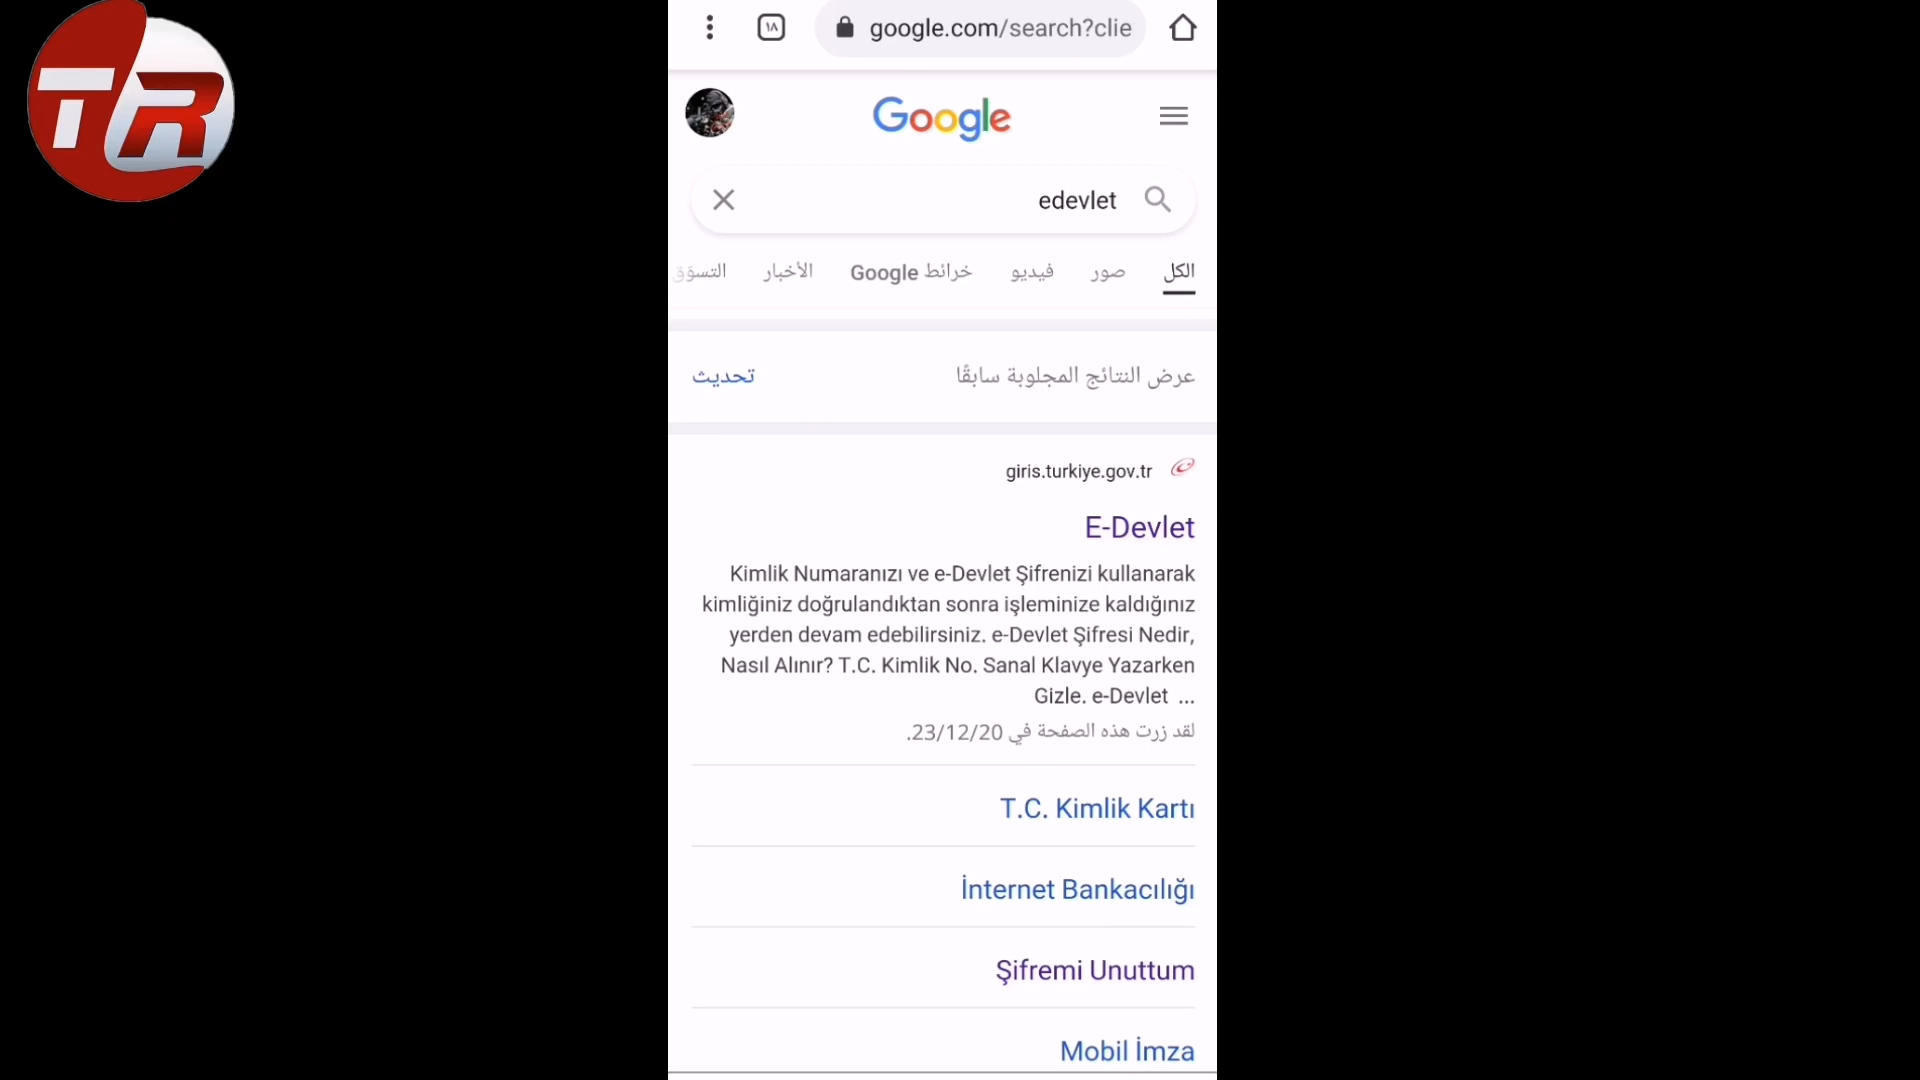 TR
١٨
google.com/search?clie
Google
edevlet
الكل صور فيديو خرائط Google الأخبار التسوّق
عرض النتائج المجلوبة سابقًا تحديث
giris.turkiye.gov.tr
E-Devlet
Kimlik Numaranızı ve e-Devlet Şifrenizi kullanarak
kimliğiniz doğrulandıktan sonra işleminize kaldığınız
yerden devam edebilirsiniz. e-Devlet Şifresi Nedir,
Nasıl Alınır? T.C. Kimlik No. Sanal Klavye Yazarken
Gizle. e-Devlet ...
لقد زرت هذه الصفحة في 23/12/20.
T.C. Kimlik Kartı
İnternet Bankacılığı
Şifremi Unuttum
Mobil İmza